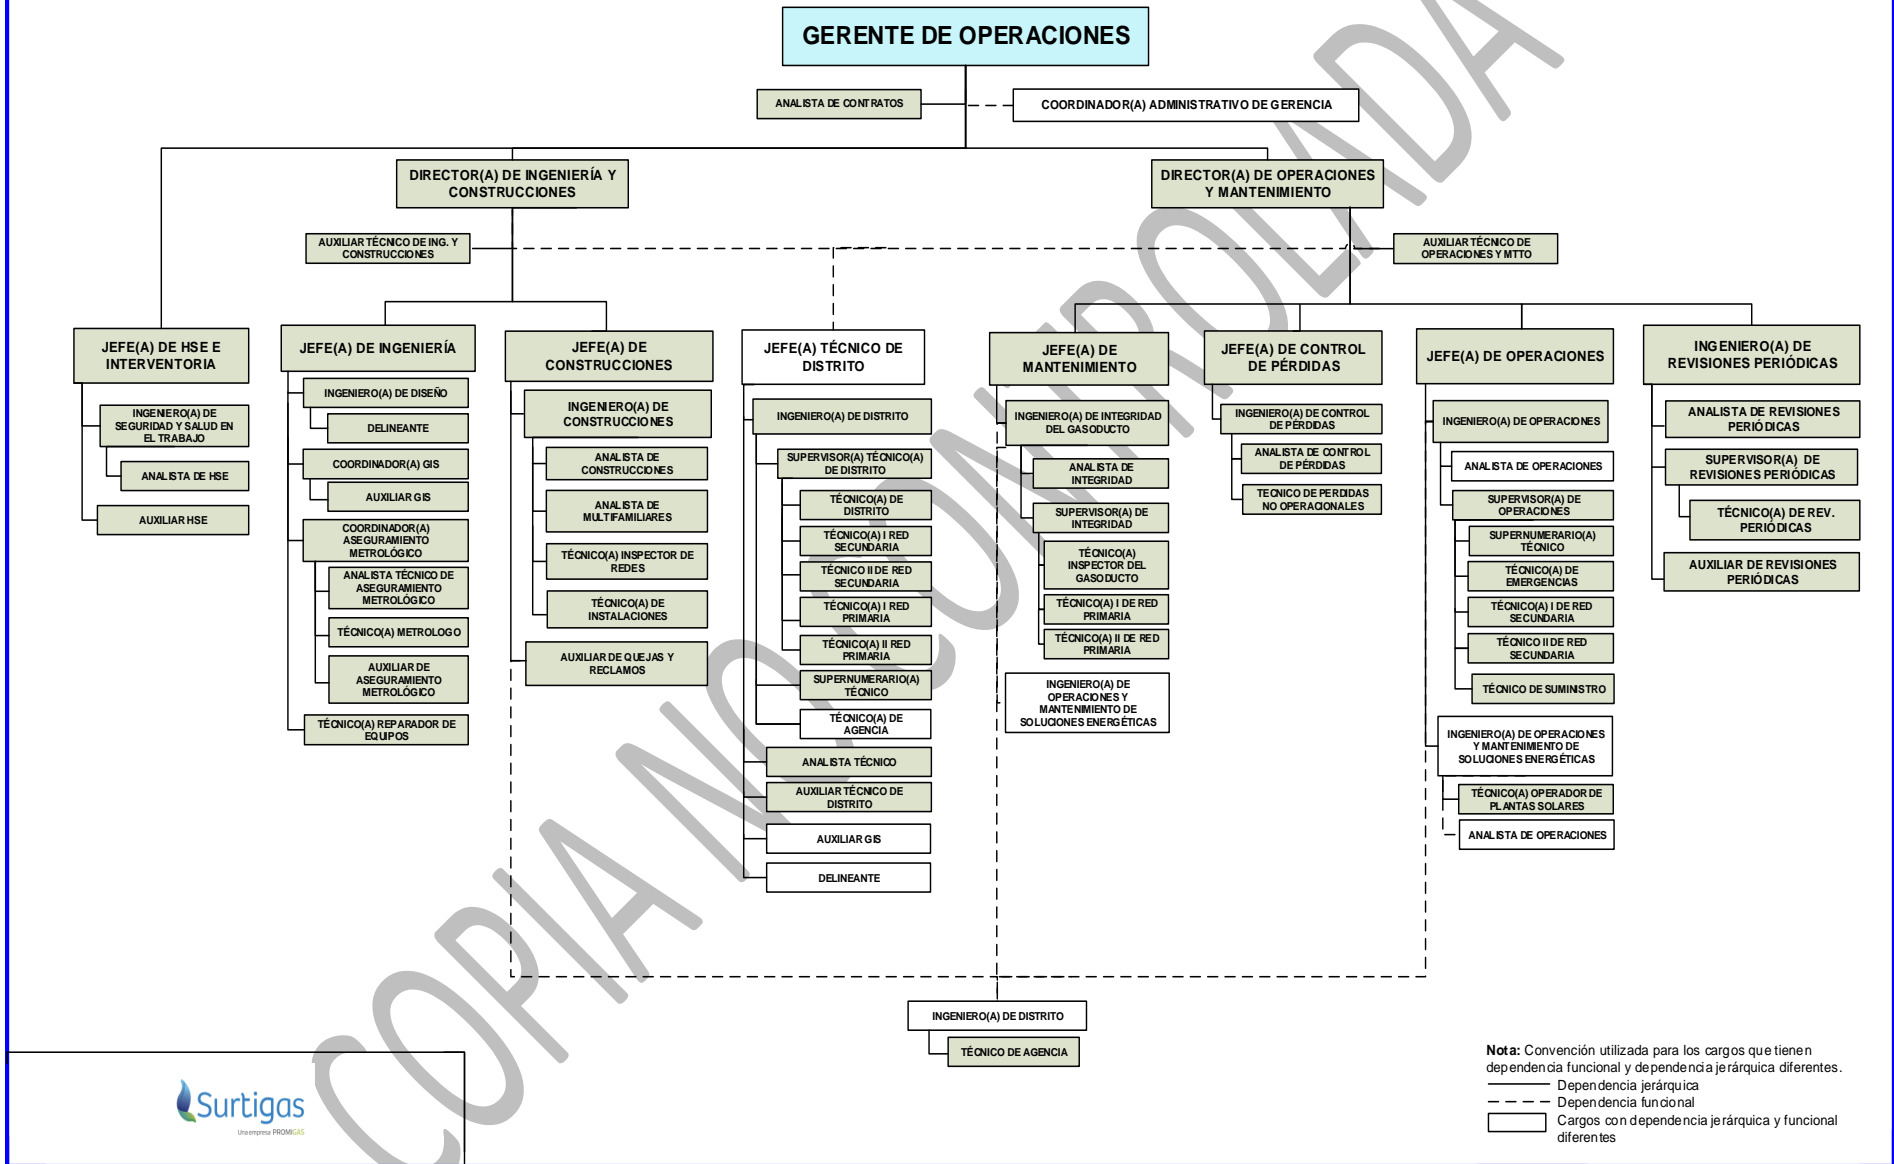 GERENTE DE OPERACIONES
ANALISTA DE CONTRATOS
COORDINADOR(A) ADMINISTRATIVO DE GERENCIA
DIRECTOR(A) DE INGENIERÍA Y
CONSTRUCCIONES
DIRECTOR(A) DE OPERACIONES
Y MANTENIMIENTO
AUXILIAR TÉCNICO DE ING. Y
CONSTRUCCIONES
AUXILIAR TÉCNICO DE
OPERACIONES Y MTTO
JEFE(A) DE HSE E
INTERVENTORIA
INGENIERO(A) DE
SEGURIDAD Y SALUD EN
EL TRABAJO
ANALISTA DE HSE
AUXILIAR HSE
JEFE(A) DE INGENIERÍA
INGENIERO(A) DE DISEÑO
DELINEANTE
COORDINADOR(A) GIS
AUXILIAR GIS
COORDINADOR(A)
ASEGURAMIENTO
METROLÓGICO
ANALISTA TÉCNICO DE
ASEGURAMIENTO
METROLÓGICO
TÉCNICO(A) METROLOGO
AUXILIAR DE
ASEGURAMIENTO
METROLÓGICO
TÉCNICO(A) REPARADOR DE
EQUIPOS
JEFE(A) DE
CONSTRUCCIONES
INGENIERO(A) DE
CONSTRUCCIONES
ANALISTA DE
CONSTRUCCIONES
ANALISTA DE
MULTIFAMILIARES
TÉCNICO(A) INSPECTOR DE
REDES
TÉCNICO(A) DE
INSTALACIONES
AUXILIAR DE QUEJAS Y
RECLAMOS
JEFE(A) TÉCNICO DE
DISTRITO
INGENIERO(A) DE DISTRITO
SUPERVISOR(A) TÉCNICO(A)
DE DISTRITO
TÉCNICO(A) DE
DISTRITO
TÉCNICO(A) I RED
SECUNDARIA
TÉCNICO II DE RED
SECUNDARIA
TÉCNICO(A) I RED
PRIMARIA
TÉCNICO(A) II RED
PRIMARIA
SUPERNUMERARIO(A)
TÉCNICO
TÉCNICO(A) DE
AGENCIA
ANALISTA TÉCNICO
AUXILIAR TÉCNICO DE
DISTRITO
AUXILIAR GIS
DELINEANTE
JEFE(A) DE
MANTENIMIENTO
INGENIERO(A) DE INTEGRIDAD
DEL GASODUCTO
ANALISTA DE
INTEGRIDAD
SUPERVISOR(A) DE
INTEGRIDAD
TÉCNICO(A)
INSPECTOR DEL
GASODUCTO
TÉCNICO(A) I DE RED
PRIMARIA
TÉCNICO(A) II DE RED
PRIMARIA
INGENIERO(A) DE
OPERACIONES Y
MANTENIMIENTO DE
SOLUCIONES ENERGÉTICAS
JEFE(A) DE CONTROL
DE PÉRDIDAS
INGENIERO(A) DE CONTROL
DE PÉRDIDAS
ANALISTA DE CONTROL
DE PÉRDIDAS
TECNICO DE PERDIDAS
NO OPERACIONALES
JEFE(A) DE OPERACIONES
INGENIERO(A) DE OPERACIONES
ANALISTA DE OPERACIONES
SUPERVISOR(A) DE
OPERACIONES
SUPERNUMERARIO(A)
TÉCNICO
TÉCNICO(A) DE
EMERGENCIAS
TÉCNICO(A) I DE RED
SECUNDARIA
TÉCNICO II DE RED
SECUNDARIA
TÉCNICO DE SUMINISTRO
INGENIERO(A) DE OPERACIONES
Y MANTENIMIENTO DE
SOLUCIONES ENERGÉTICAS
TÉCNICO(A) OPERADOR DE
PLANTAS SOLARES
ANALISTA DE OPERACIONES
INGENIERO(A) DE
REVISIONES PERIÓDICAS
ANALISTA DE REVISIONES
PERIÓDICAS
SUPERVISOR(A) DE
REVISIONES PERIÓDICAS
TÉCNICO(A) DE REV.
PERIÓDICAS
AUXILIAR DE REVISIONES
PERIÓDICAS
INGENIERO(A) DE DISTRITO
TÉCNICO DE AGENCIA
COPIA NO CONTROLADA
Surtigas
Una empresa PROMIGAS
Nota: Convención utilizada para los cargos que tienen
dependencia funcional y dependencia jerárquica diferentes.
Dependencia jerárquica
Dependencia funcional
Cargos con dependencia jerárquica y funcional
diferentes